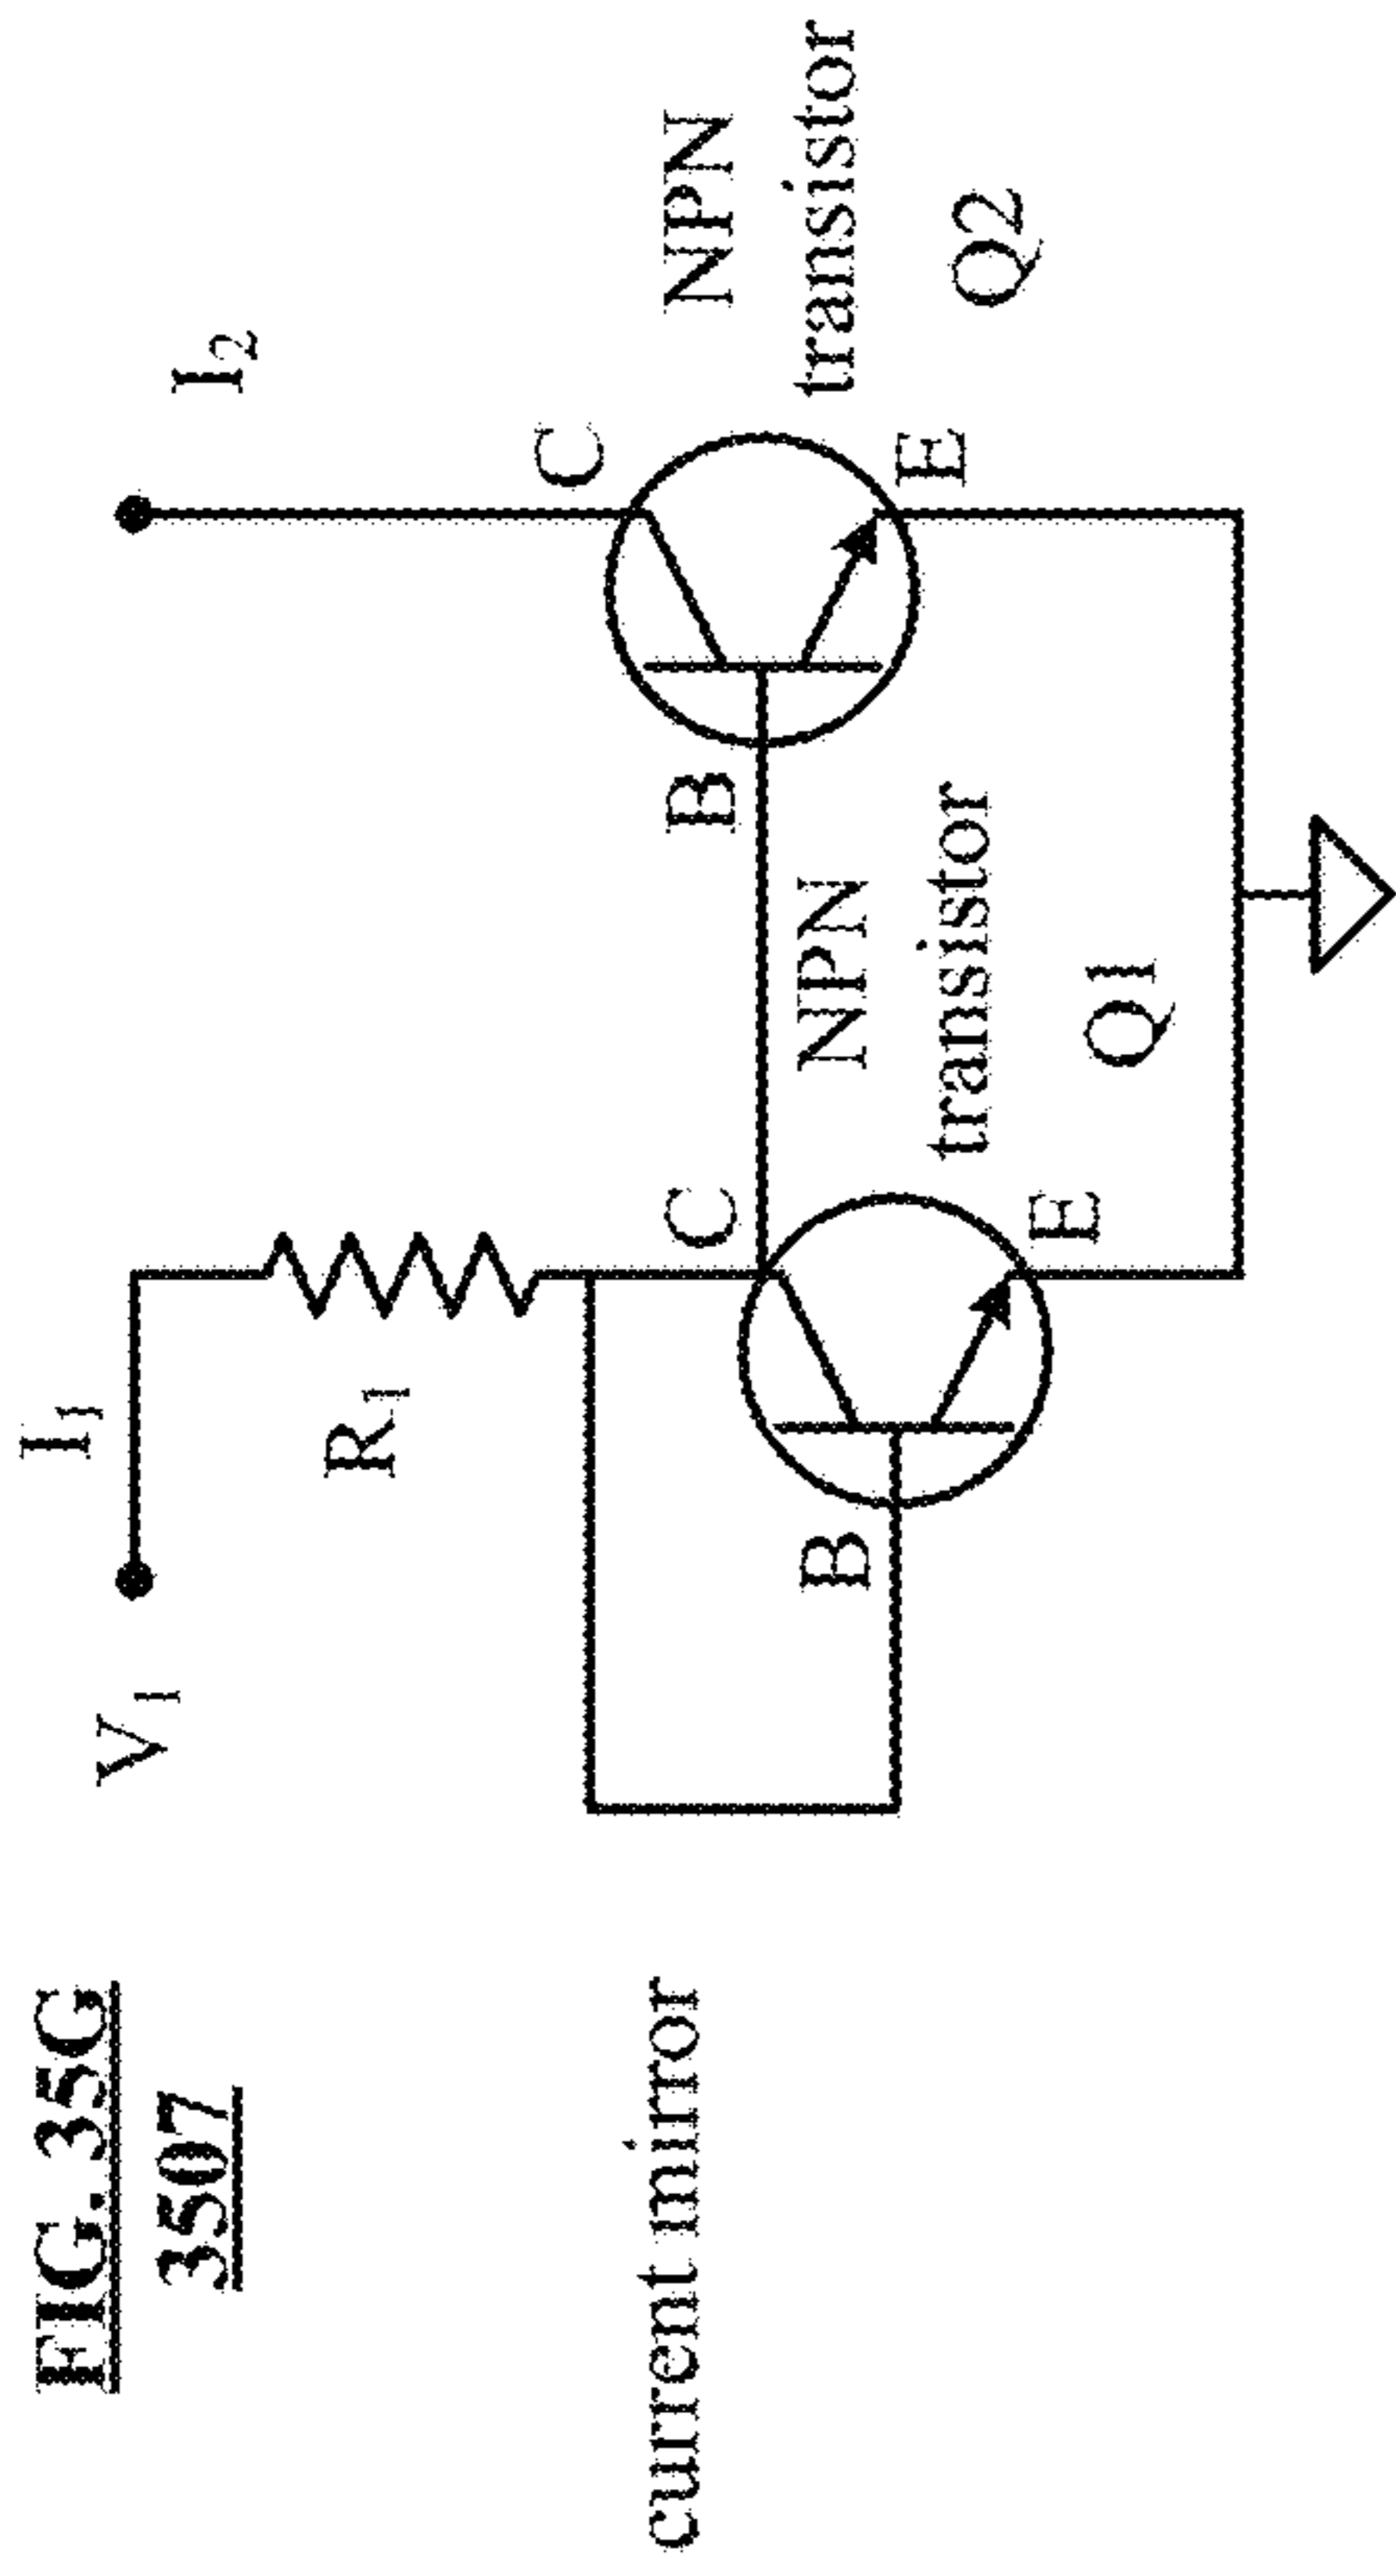 FIG. 35G
3507
current mirror
V1
I1
R1
C
B
E
NPN
transistor
Q1
I2
C
B
E
NPN
transistor
Q2